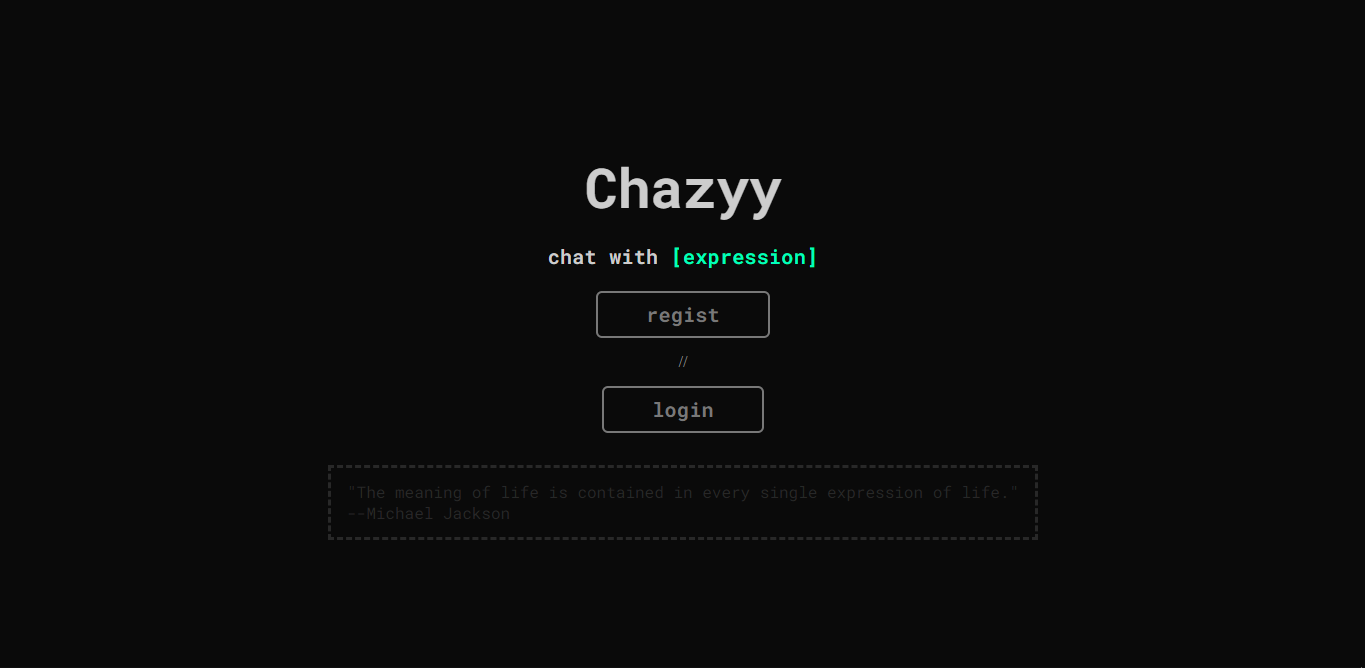 Chazyy
chat with [expression]
regist
//
login
"The meaning of life is contained in every single expression of life."
--Michael Jackson